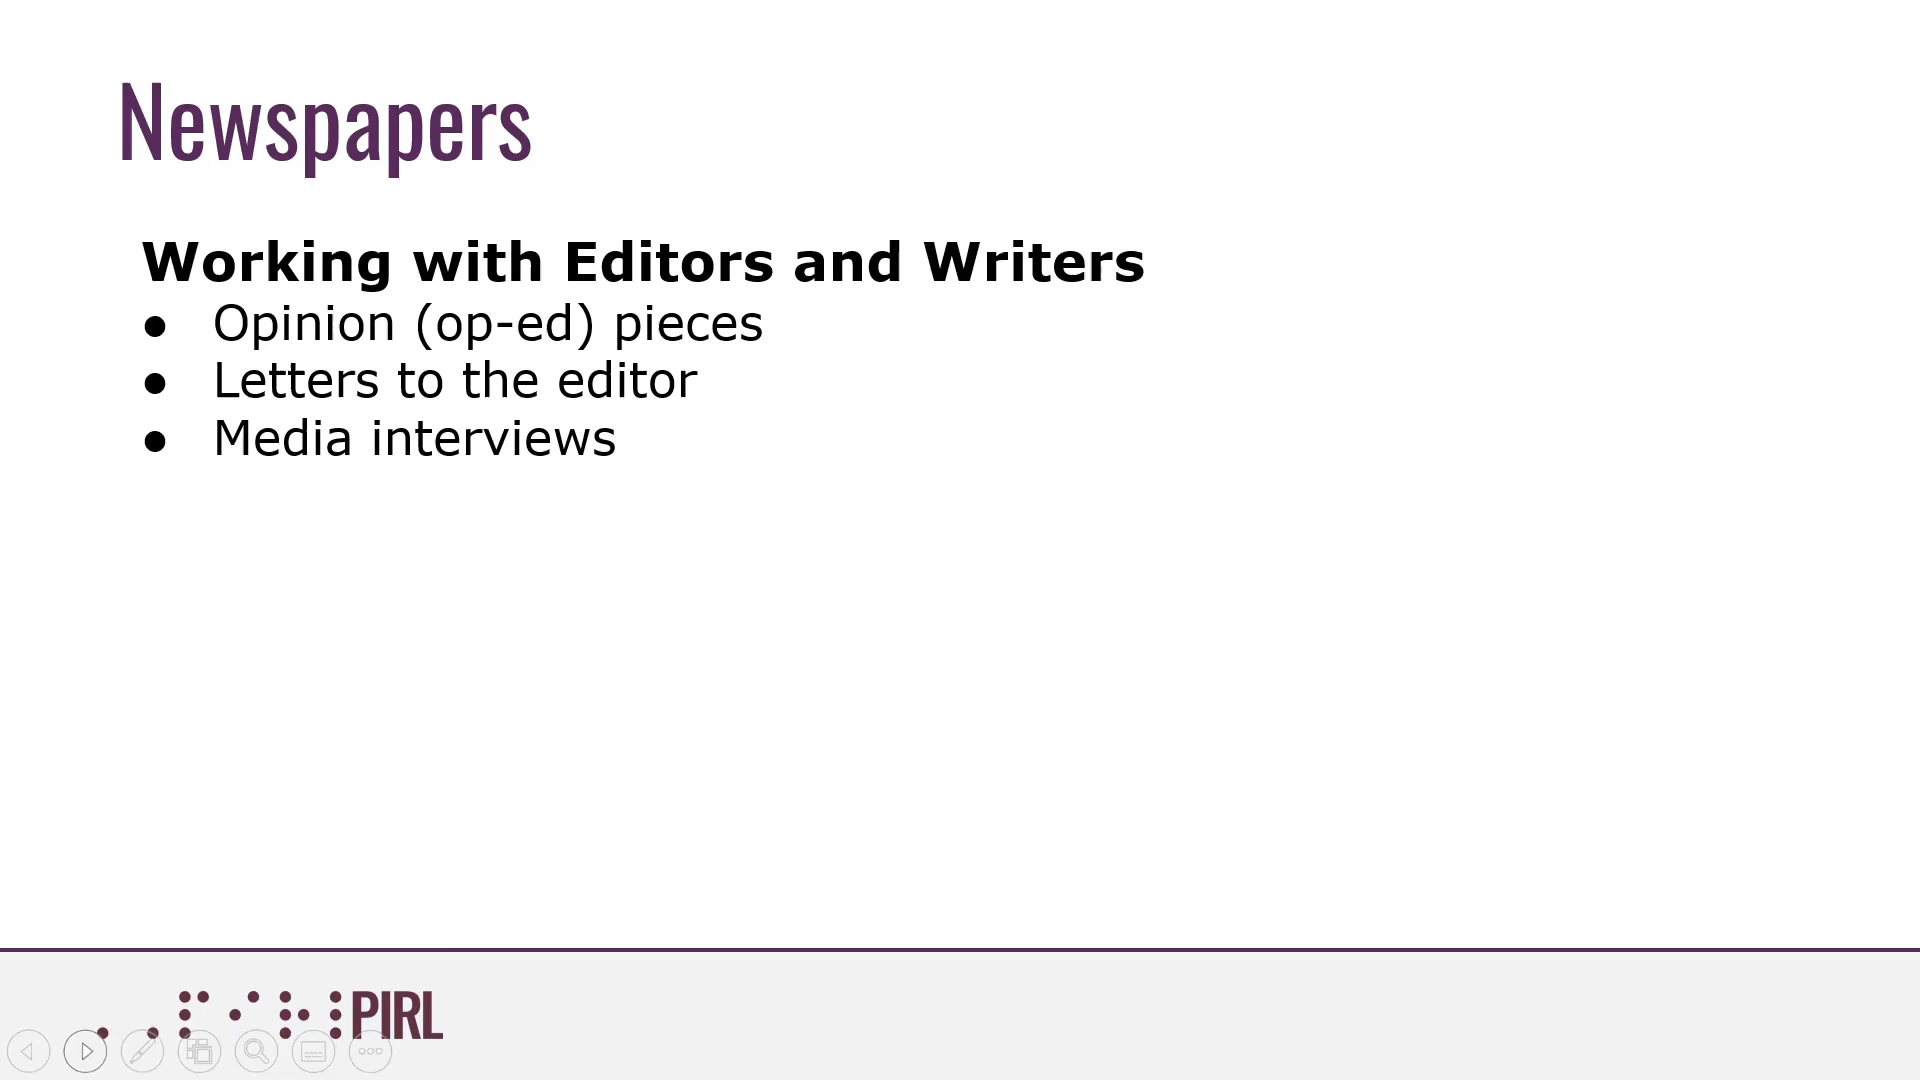 Newspapers
Working with Editors and Writers
● Opinion (op-ed) pieces
● Letters to the editor
● Media interviews
⠠⠠⠏⠊⠗⠇PIRL